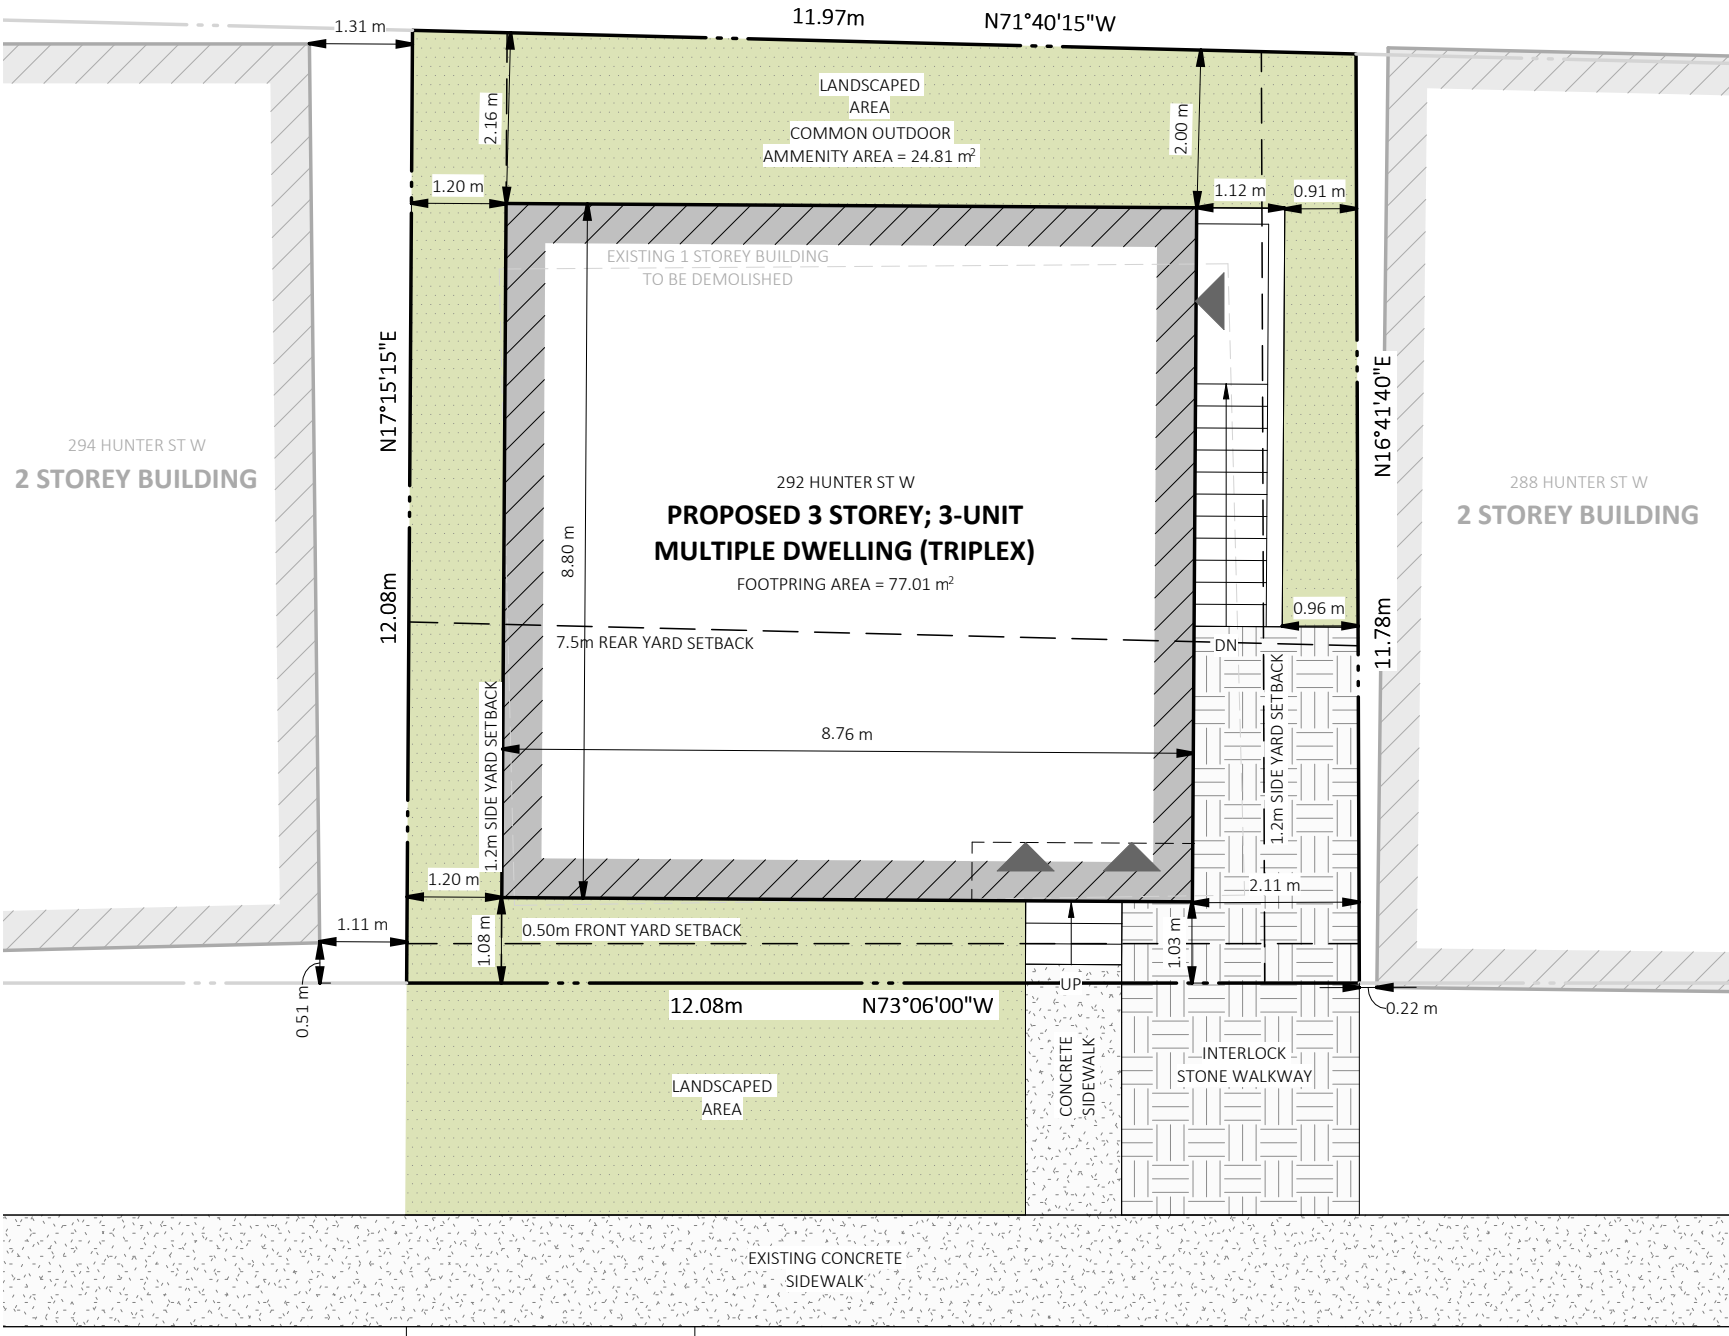 11.97m
N71°40'15"W
1.31 m
LANDSCAPED
AREA
COMMON OUTDOOR
AMMENITY AREA = 24.81 m²
2.16 m
2.00 m
1.20 m
1.12 m
0.91 m
EXISTING 1 STOREY BUILDING
TO BE DEMOLISHED
N17°15'15"E
N16°41'40"E
294 HUNTER ST W
2 STOREY BUILDING
292 HUNTER ST W
PROPOSED 3 STOREY; 3-UNIT
MULTIPLE DWELLING (TRIPLEX)
FOOTPRING AREA = 77.01 m²
288 HUNTER ST W
2 STOREY BUILDING
8.80 m
12.08m
0.96 m
11.78m
7.5m REAR YARD SETBACK
DN
1.2m SIDE YARD SETBACK
1.2m SIDE YARD SETBACK
8.76 m
1.20 m
2.11 m
1.11 m
1.08 m
0.50m FRONT YARD SETBACK
1.03 m
0.51 m
12.08m
N73°06'00"W
UP
0.22 m
CONCRETE
SIDEWALK
INTERLOCK
STONE WALKWAY
LANDSCAPED
AREA
EXISTING CONCRETE
SIDEWALK